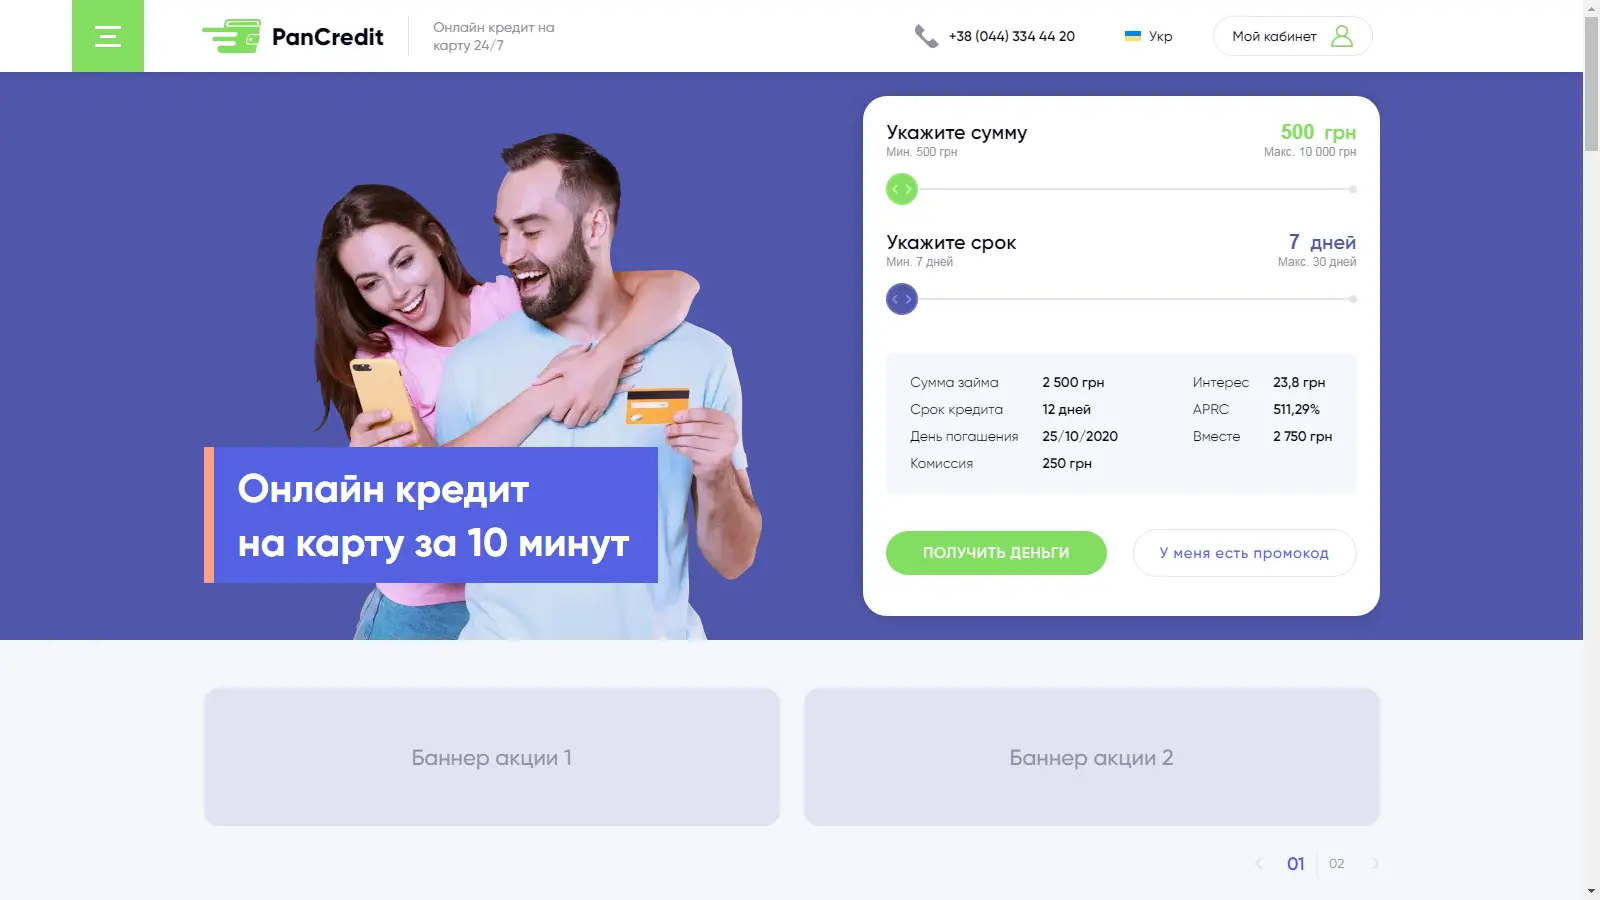 PanCredit
Онлайн кредит на
карту 24/7
+38 (044) 334 44 20
Укр
Мой кабинет
Укажите сумму
500 грн
Мин. 500 грн
Макс. 10 000 грн
Укажите срок
7 дней
Мин. 7 дней
Макс. 30 дней
Сумма займа 2 500 грн
Интерес 23,8 грн
Срок кредита 12 дней
APRC 511,29%
День погашения 25/10/2020
Вместе 2 750 грн
Комиссия 250 грн
ПОЛУЧИТЬ ДЕНЬГИ
У меня есть промокод
Онлайн кредит
на карту за 10 минут
Баннер акции 1
Баннер акции 2
01
02